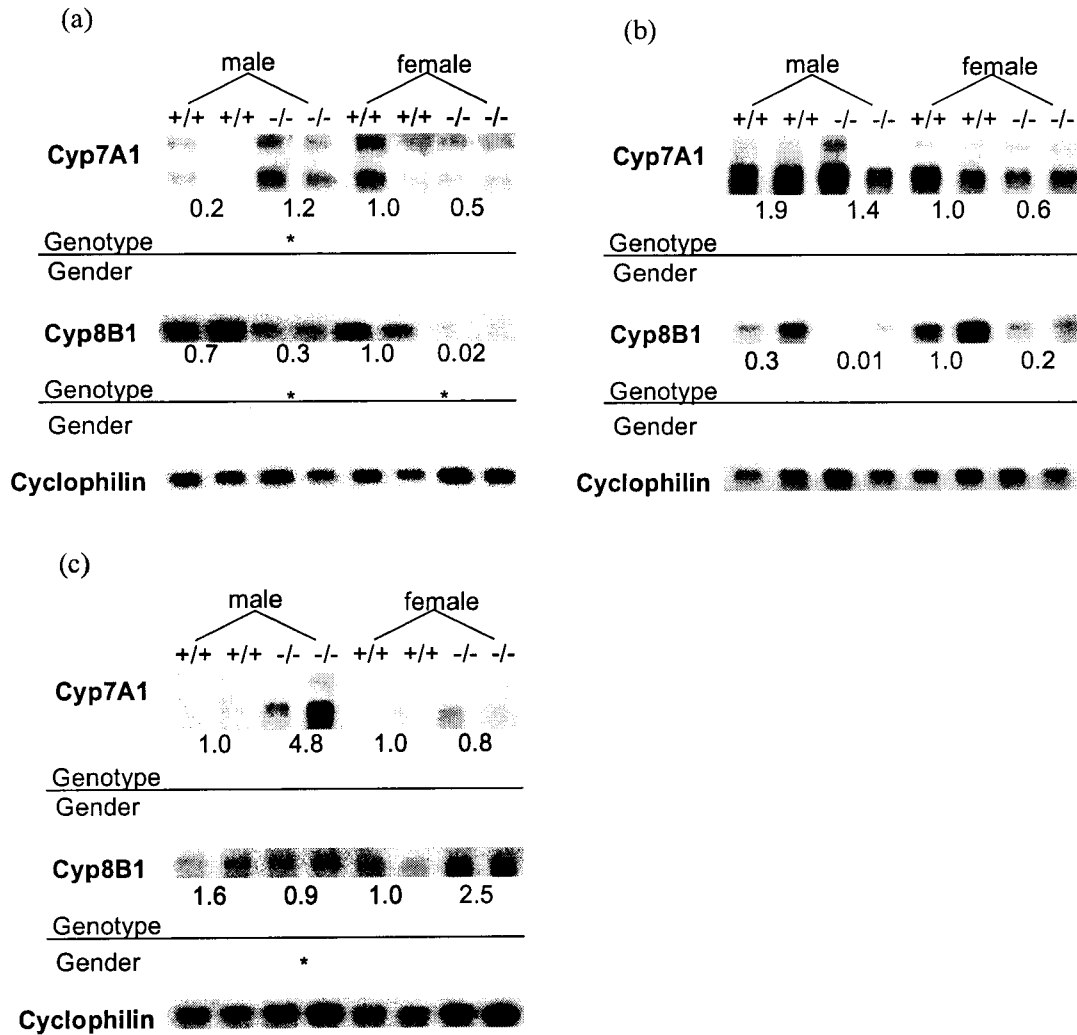 (a)
male female
+/+ +/+ -/- -/- +/+ +/+ -/- -/-
Cyp7A1
0.2 1.2 1.0 0.5
Genotype *
Gender
Cyp8B1
0.7 0.3 1.0 0.02
Genotype * *
Gender
Cyclophilin
(b)
male female
+/+ +/+ -/- -/- +/+ +/+ -/- -/-
Cyp7A1
1.9 1.4 1.0 0.6
Genotype
Gender
Cyp8B1
0.3 0.01 1.0 0.2
Genotype
Gender
Cyclophilin
(c)
male female
+/+ +/+ -/- -/- +/+ +/+ -/- -/-
Cyp7A1
1.0 4.8 1.0 0.8
Genotype
Gender
Cyp8B1
1.6 0.9 1.0 2.5
Genotype
Gender *
Cyclophilin